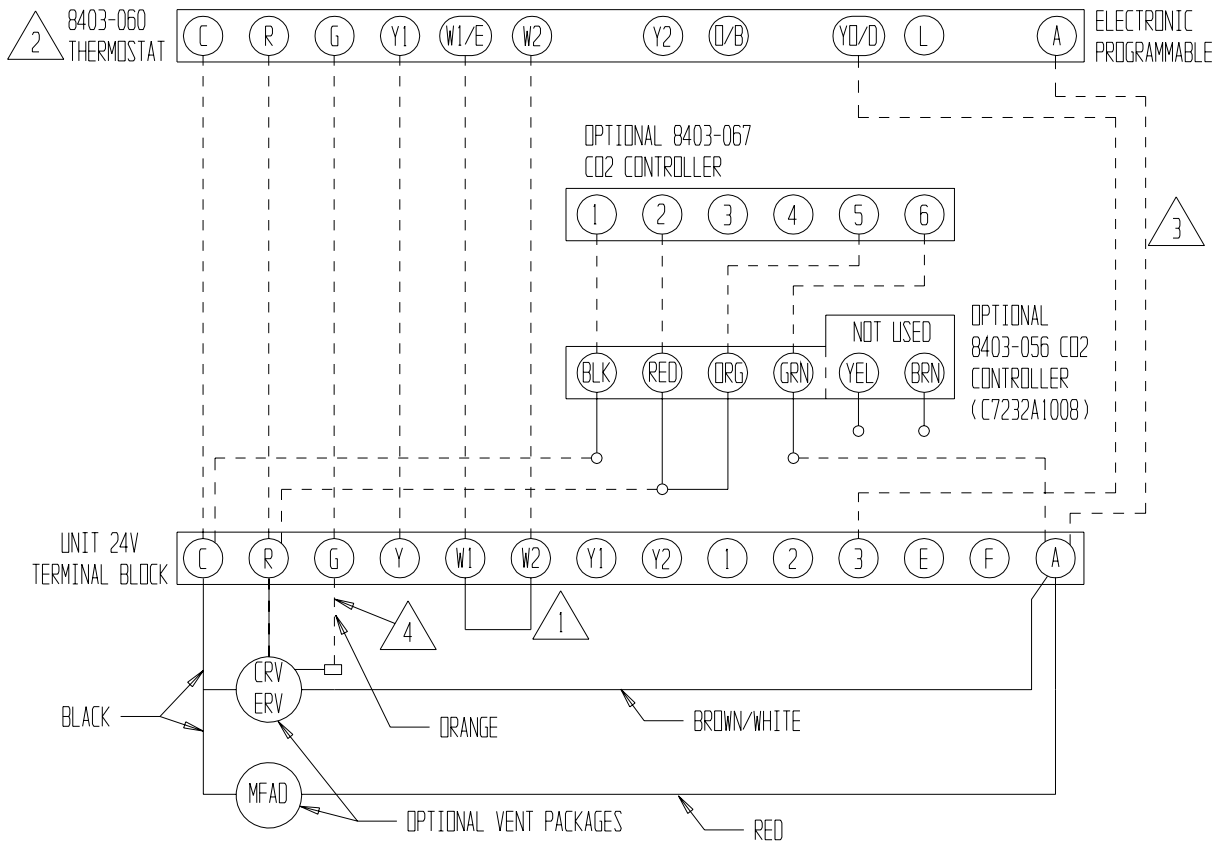 2
8403-060
THERMOSTAT
C R G Y1 W1/E W2 Y2 O/B YO/D L A
ELECTRONIC
PROGRAMMABLE
OPTIONAL 8403-067
CO2 CONTROLLER
1 2 3 4 5 6
3
NOT USED
BLK RED ORG GRN YEL BRN
OPTIONAL
8403-056 CO2
CONTROLLER
(C7232A1008)
UNIT 24V
TERMINAL BLOCK
C R G Y W1 W2 Y1 Y2 1 2 3 E F A
4
1
CRV
ERV
BLACK
ORANGE
BROWN/WHITE
MFAD
OPTIONAL VENT PACKAGES
RED